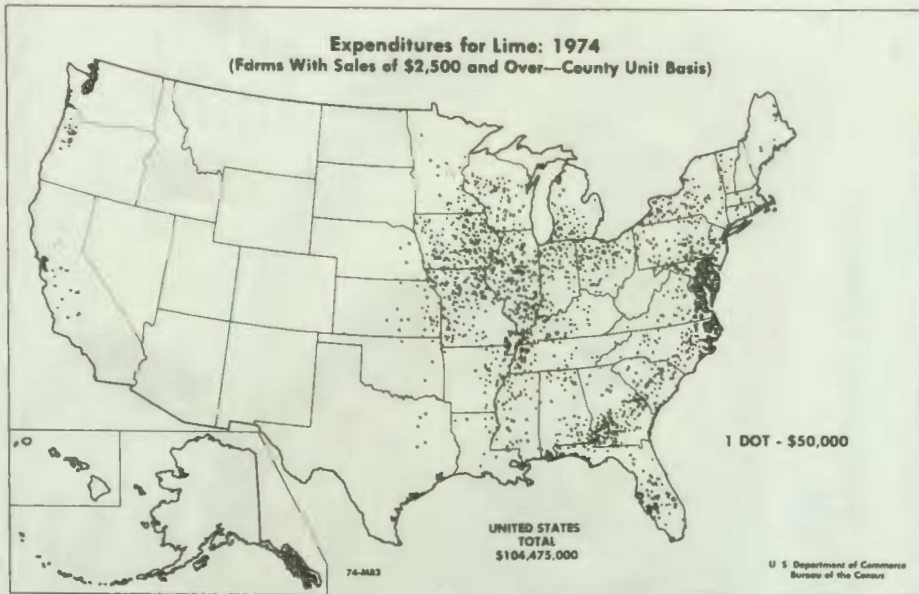 Expenditures for Lime: 1974
(Farms With Sales of $2,500 and Over—County Unit Basis)
1 DOT - $50,000
UNITED STATES
TOTAL
$104,475,000
74-M83
U S Department of Commerce
Bureau of the Census